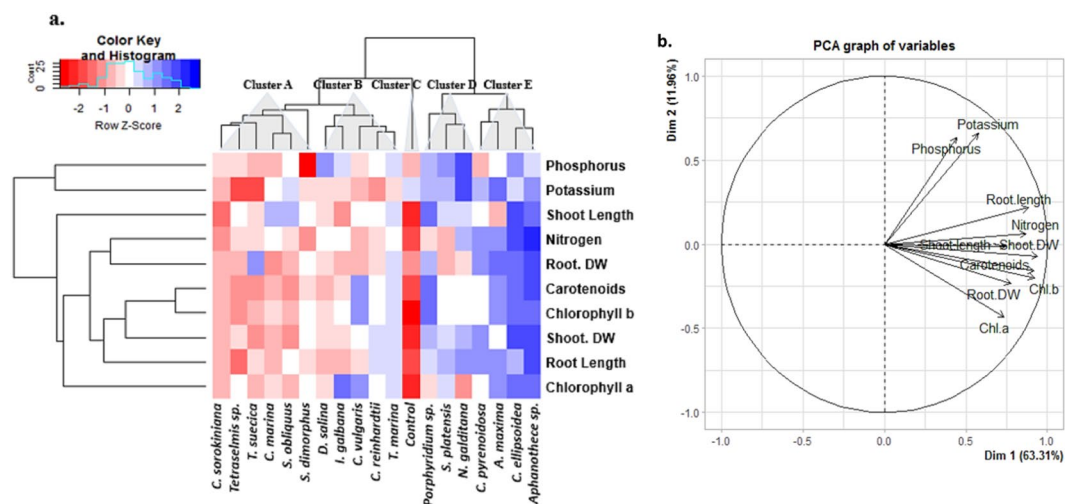 a.
Color Key
and Histogram
Count
0 25
-2 -1 0 1 2
Row Z-Score
Cluster A Cluster B Cluster C Cluster D Cluster E
Phosphorus
Potassium
Shoot Length
Nitrogen
Root. DW
Carotenoids
Chlorophyll b
Shoot. DW
Root Length
Chlorophyll a
C. sorokiniana
Tetraselmis sp.
T. suecica
C. marina
S. obliquus
S. dimorphus
D. salina
I. galbana
C. vulgaris
C. reinhardtii
T. marina
Control
Porphyridium sp.
S. platensis
N. gaditana
C. pyrenoidosa
A. maxima
C. ellipsoidea
Aphanothece sp.
b.
PCA graph of variables
Dim 2 (11.96%)
1.0
0.5
0.0
-0.5
-1.0
Potassium
Phosphorus
Root.length
Nitrogen
Shoot.length Shoot.DW
Carotenoids
Chl.b
Root.DW
Chl.a
-1.0 -0.5 0.0 0.5 1.0
Dim 1 (63.31%)